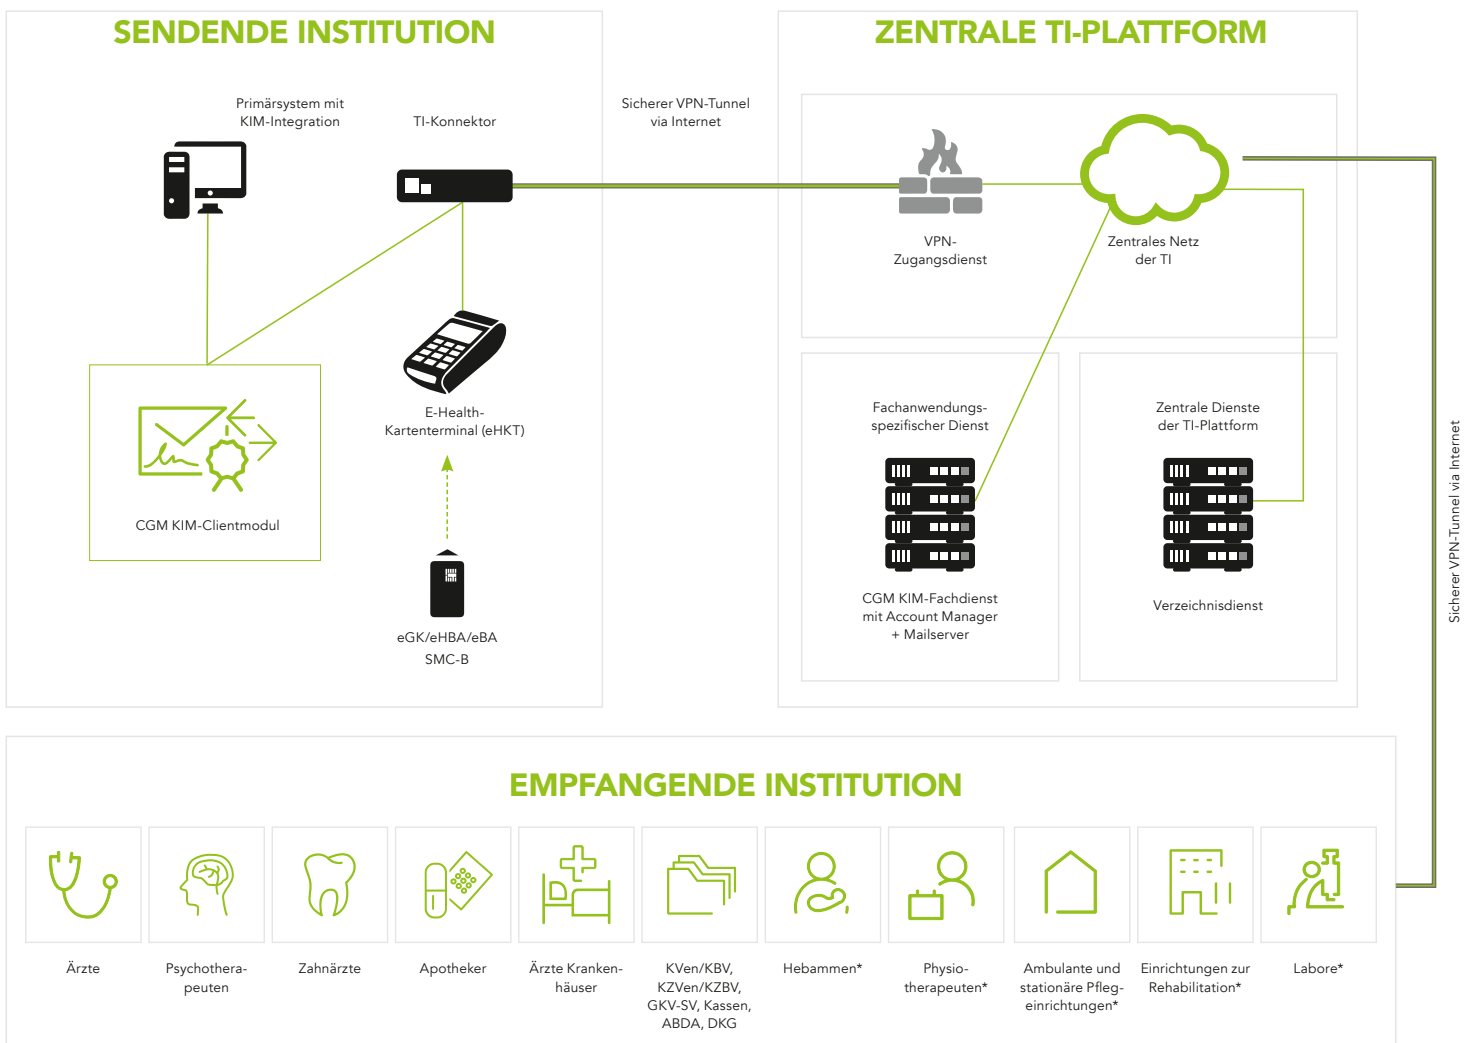 SENDENDE INSTITUTION
Primärsystem mit
KIM-Integration
TI-Konnektor
E-Health-
Kartenterminal (eHKT)
CGM KIM-Clientmodul
eGK/eHBA/eBA
SMC-B
Sicherer VPN-Tunnel
via Internet
ZENTRALE TI-PLATTFORM
VPN-
Zugangsdienst
Zentrales Netz
der TI
Fachanwendungs-
spezifischer Dienst
CGM KIM-Fachdienst
mit Account Manager
+ Mailserver
Zentrale Dienste
der TI-Plattform
Verzeichnisdienst
Sicherer VPN-Tunnel via Internet
EMPFANGENDE INSTITUTION
Ärzte
Psychothera-
peuten
Zahnärzte
Apotheker
Ärzte Kranken-
häuser
KVen/KBV,
KZVen/KZBV,
GKV-SV, Kassen,
ABDA, DKG
Hebammen*
Physio-
therapeuten*
Ambulante und
stationäre Pfleg-
einrichtungen*
Einrichtungen zur
Rehabilitation*
Labore*